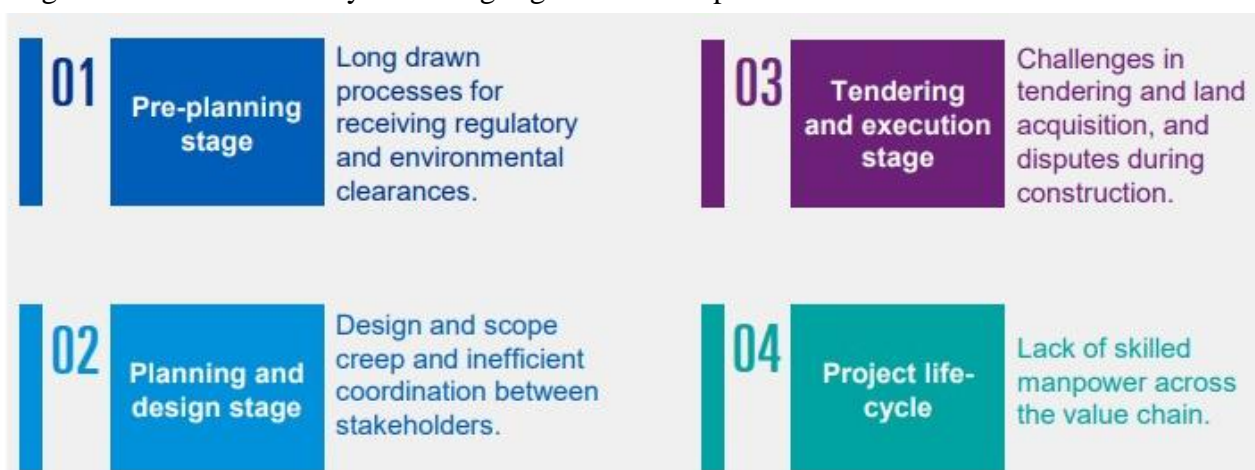 01
Pre-planning
stage
Long drawn
processes for
receiving regulatory
and environmental
clearances.
02
Planning and
design stage
Design and scope
creep and inefficient
coordination between
stakeholders.
03
Tendering
and execution
stage
Challenges in
tendering and land
acquisition, and
disputes during
construction.
04
Project life-
cycle
Lack of skilled
manpower across
the value chain.